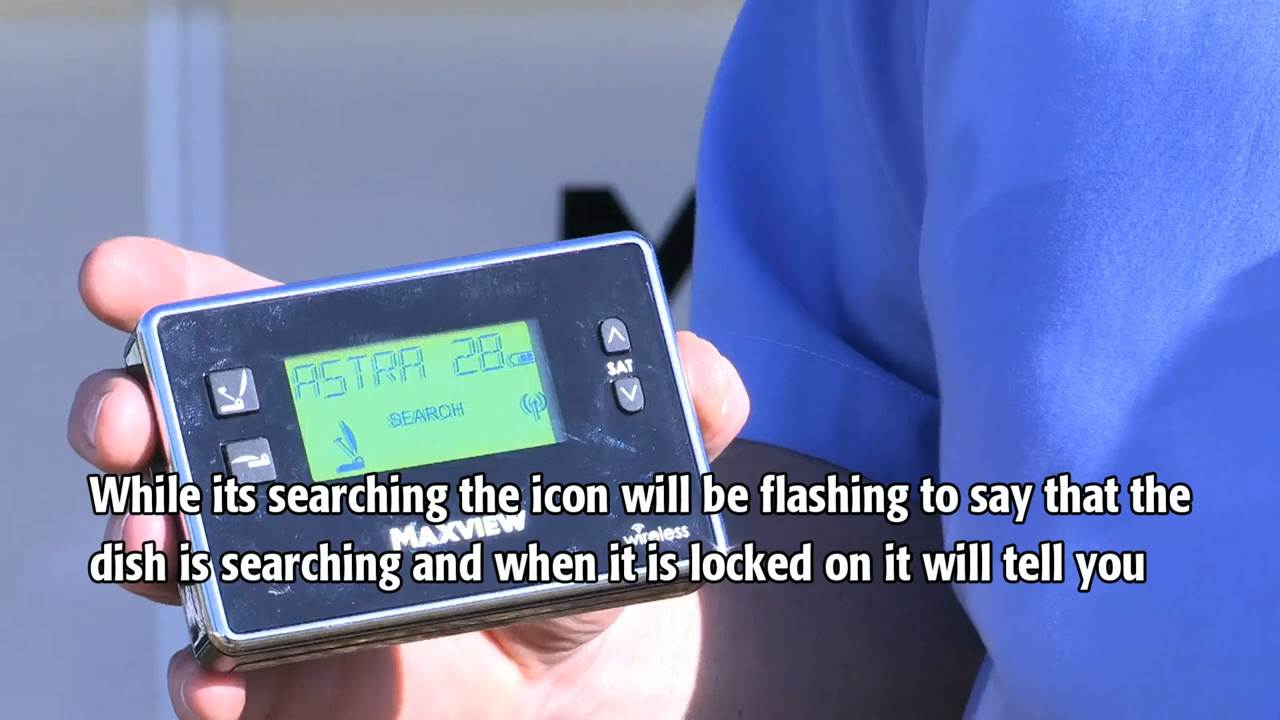 M
ASTRA 28
SAT
SEARCH
While its searching the icon will be flashing to say that the
MAXVIEW
wireless
dish is searching and when it is locked on it will tell you